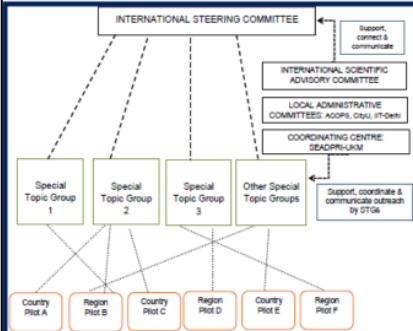 INTERNATIONAL STEERING COMMITTEE
Support,
connect &
communicate
INTERNATIONAL SCIENTIFIC
ADVISORY COMMITTEE
LOCAL ADMINISTRATIVE
COMMITTEES: ACOPS, CityU, IIT-Delhi
COORDINATING CENTRE:
SEADPRI-UKM
Special
Topic Group
1
Special
Topic Group
2
Special
Topic Group
3
Other Special
Topic Groups
Support, coordinate &
communicate outreach
by STGs
Country
Pilot A
Region
Pilot B
Country
Pilot C
Region
Pilot D
Country
Pilot E
Region
Pilot F